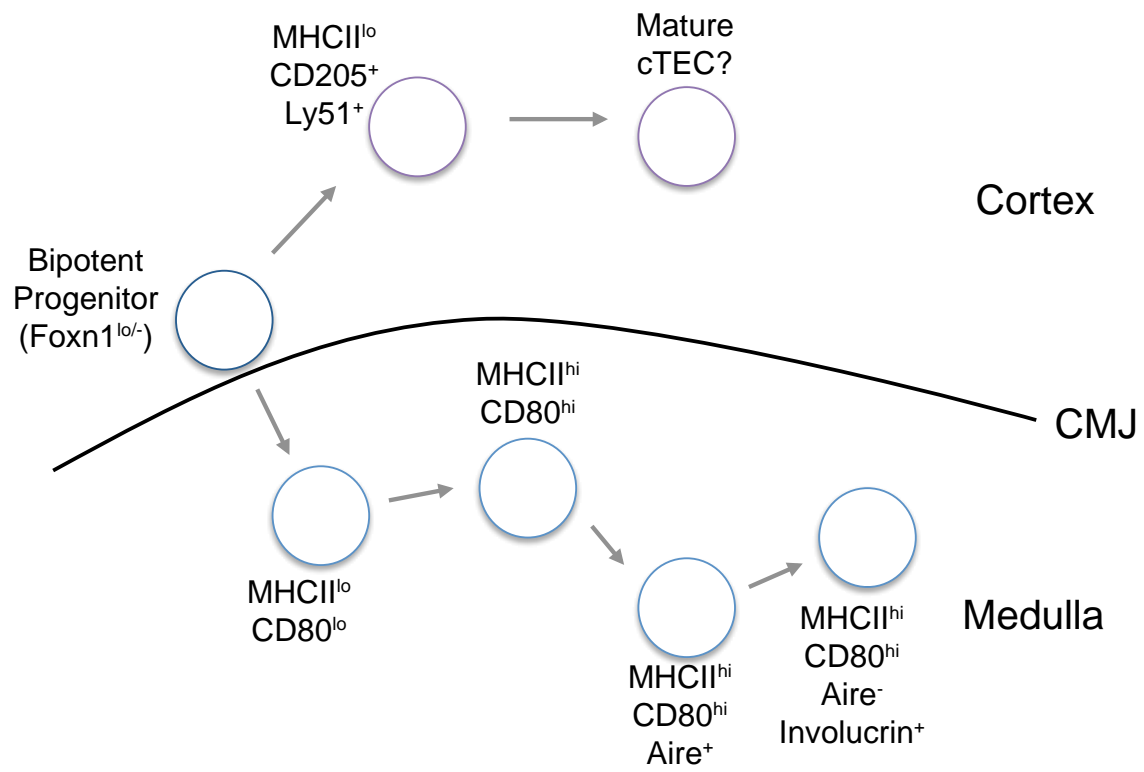 MHCIIˡᵒ
CD205⁺
Ly51⁺
Mature
cTEC?
Cortex
Bipotent
Progenitor
(Foxn1ˡᵒ/⁻)
MHCIIʰⁱ
CD80ʰⁱ
CMJ
MHCIIˡᵒ
CD80ˡᵒ
Medulla
MHCIIʰⁱ
CD80ʰⁱ
Aire⁺
MHCIIʰⁱ
CD80ʰⁱ
Aire⁻
Involucrin⁺